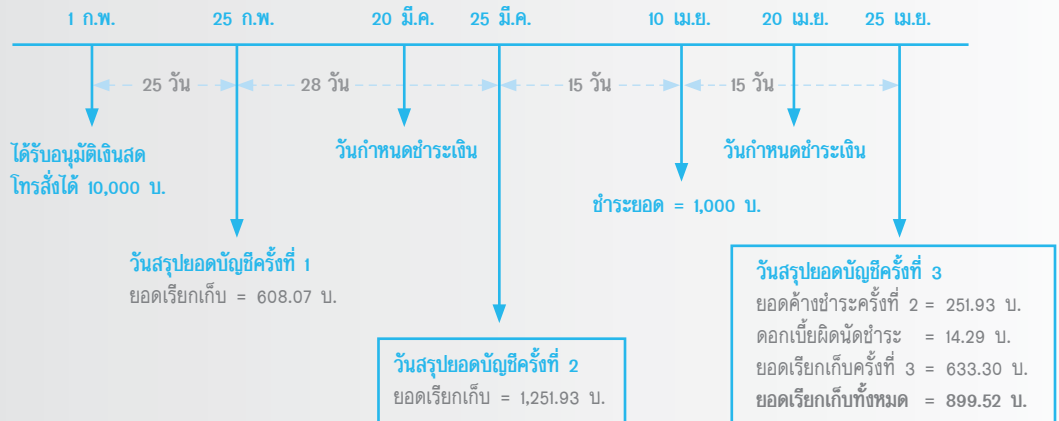 1 ก.พ. 25 ก.พ. 20 มี.ค. 25 มี.ค. 10 เม.ย. 20 เม.ย. 25 เม.ย.
25 วัน 28 วัน 15 วัน 15 วัน
ได้รับอนุมัติเงินสด
โทรสั่งได้ 10,000 บ.
วันกำหนดชำระเงิน
วันกำหนดชำระเงิน
ชำระยอด = 1,000 บ.
วันสรุปยอดบัญชีครั้งที่ 1
ยอดเรียกเก็บ = 608.07 บ.
วันสรุปยอดบัญชีครั้งที่ 2
ยอดเรียกเก็บ = 1,251.93 บ.
วันสรุปยอดบัญชีครั้งที่ 3
ยอดค้างชำระครั้งที่ 2 = 251.93 บ.
ดอกเบี้ยผิดนัดชำระ = 14.29 บ.
ยอดเรียกเก็บครั้งที่ 3 = 633.30 บ.
ยอดเรียกเก็บทั้งหมด = 899.52 บ.